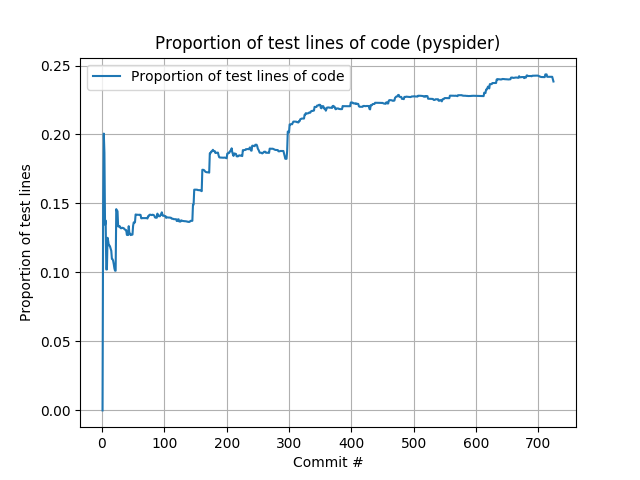 Proportion of test lines of code (pyspider)
Proportion of test lines of code
Proportion of test lines
0.25
0.20
0.15
0.10
0.05
0.00
0 100 200 300 400 500 600 700
Commit #